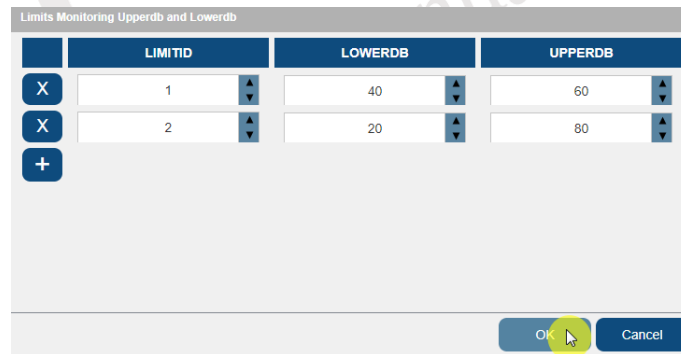 Limits Monitoring Upperdb and Lowerdb
LIMITID LOWERDB UPPERDB
X 1 40 60
X 2 20 80
+
OK Cancel